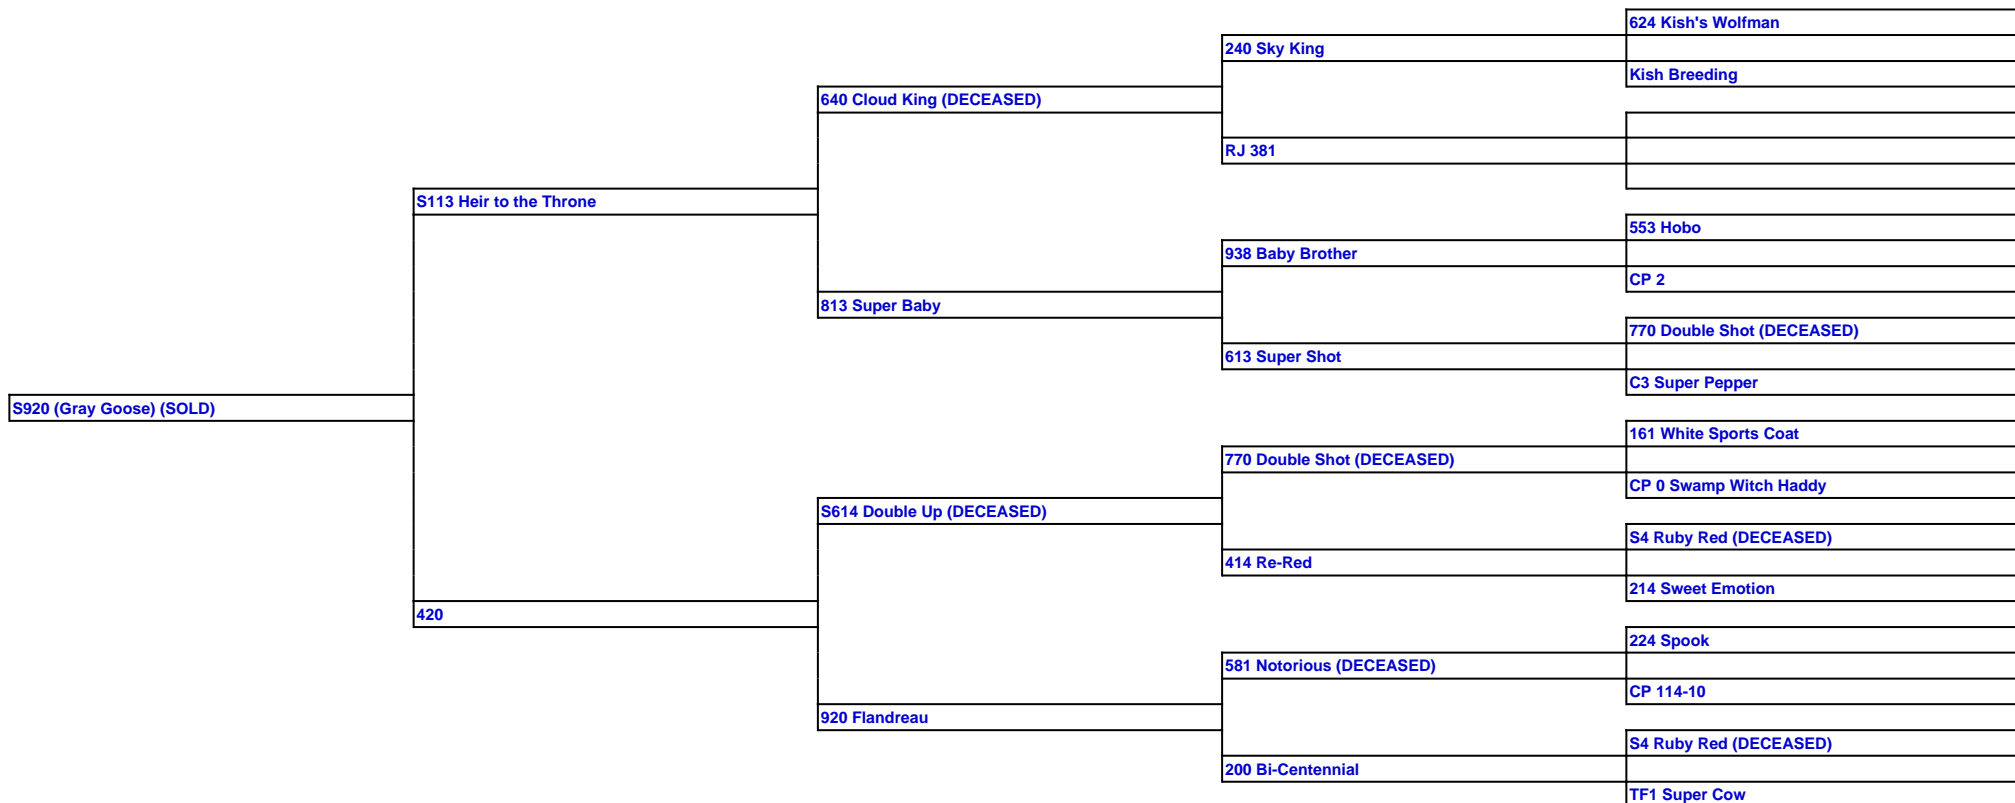 624 Kish's Wolfman
240 Sky King
Kish Breeding
640 Cloud King (DECEASED)
RJ 381
S113 Heir to the Throne
553 Hobo
938 Baby Brother
CP 2
813 Super Baby
770 Double Shot (DECEASED)
613 Super Shot
C3 Super Pepper
S920 (Gray Goose) (SOLD)
161 White Sports Coat
770 Double Shot (DECEASED)
CP 0 Swamp Witch Haddy
S614 Double Up (DECEASED)
S4 Ruby Red (DECEASED)
414 Re-Red
214 Sweet Emotion
420
224 Spook
581 Notorious (DECEASED)
CP 114-10
920 Flandreau
S4 Ruby Red (DECEASED)
200 Bi-Centennial
TF1 Super Cow